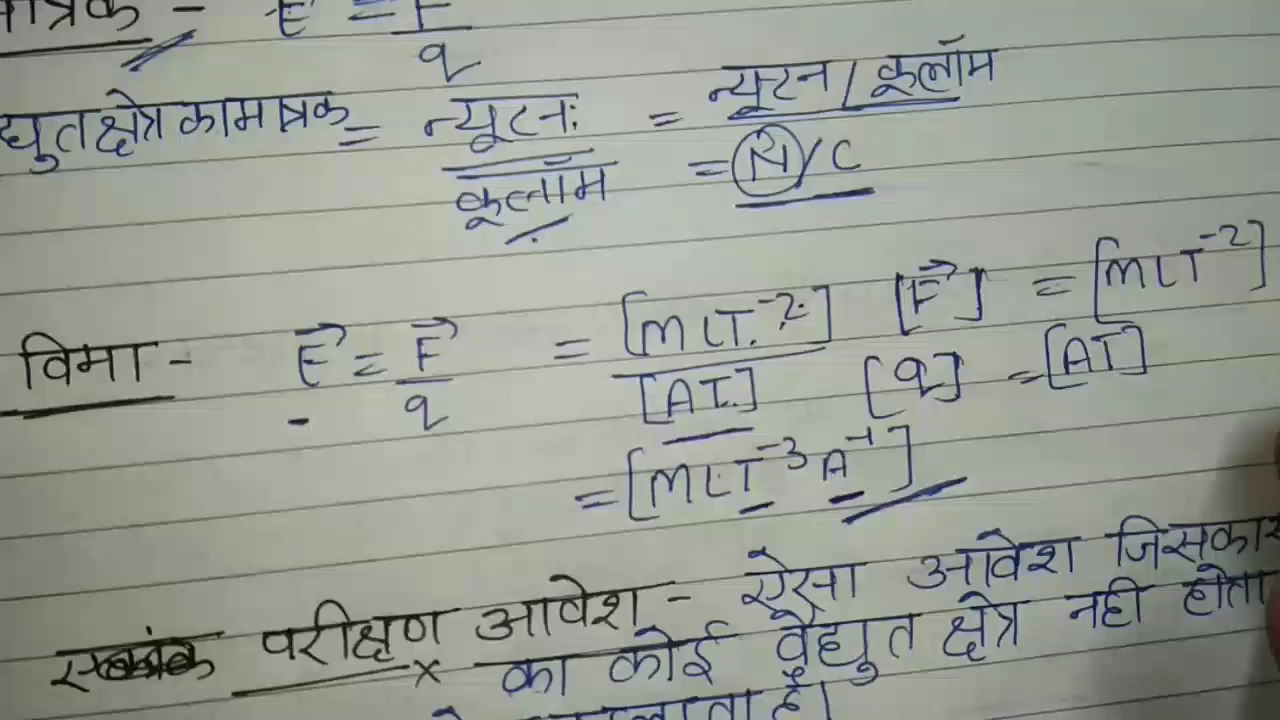 मात्रक - E = F
q
द्युत क्षेत्र का मात्रक = न्यूटन = न्यूटन / कूलॉम
कूलॉम = N/C
विमा - E⃗ = F⃗ = [MLT⁻²] [F⃗] = [MLT⁻²]
q [AT] [q] = [AT]
= [MLT⁻³A⁻¹]
परीक्षण आवेश - ऐसा आवेश जिसका
का कोई वैद्युत क्षेत्र नही होता
है।